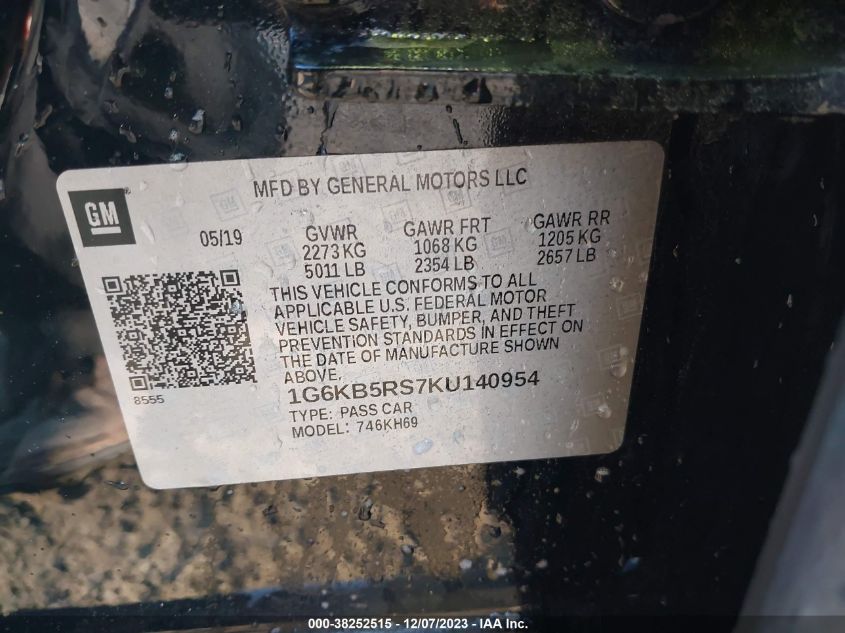 MFD BY GENERAL MOTORS LLC
GM
05/19
GVWR
2273 KG
5011 LB
GAWR FRT
1068 KG
2354 LB
GAWR RR
1205 KG
2657 LB
THIS VEHICLE CONFORMS TO ALL
APPLICABLE U.S. FEDERAL MOTOR
VEHICLE SAFETY, BUMPER, AND THEFT
PREVENTION STANDARDS IN EFFECT ON
THE DATE OF MANUFACTURE SHOWN
ABOVE.
8555
1G6KB5RS7KU140954
TYPE: PASS CAR
MODEL: 746KH69
000-38252515 - 12/07/2023 - IAA Inc.